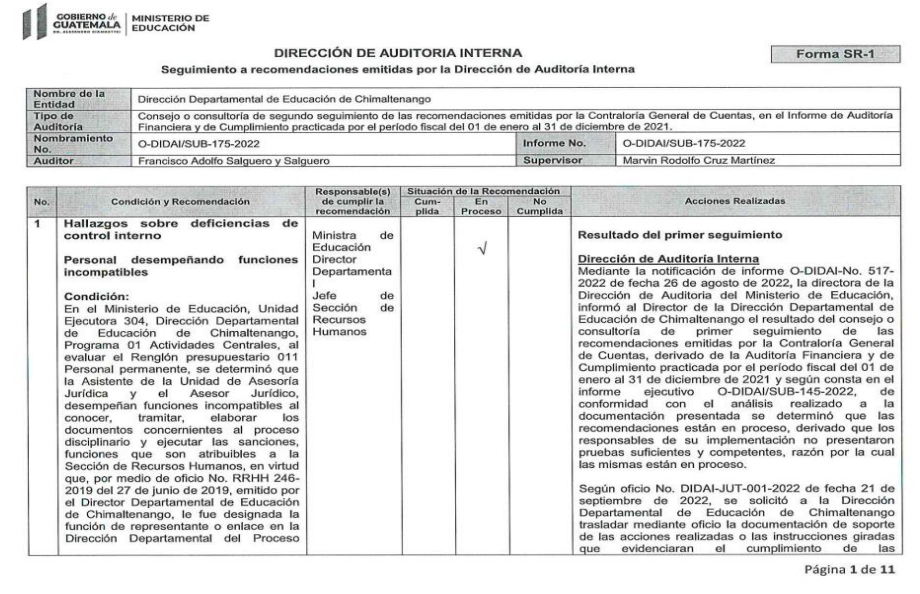 GOBIERNO de
GUATEMALA
DR. ALEJANDRO GIAMMATTEI
MINISTERIO DE
EDUCACIÓN
DIRECCIÓN DE AUDITORIA INTERNA
Forma SR-1
Seguimiento a recomendaciones emitidas por la Dirección de Auditoría Interna
Nombre de la
Entidad
Dirección Departamental de Educación de Chimaltenango
Tipo de
Auditoría
Consejo o consultoría de segundo seguimiento de las recomendaciones emitidas por la Contraloría General de Cuentas, en el Informe de Auditoría
Financiera y de Cumplimiento practicada por el período fiscal del 01 de enero al 31 de diciembre de 2021.
Nombramiento
No.
O-DIDAI/SUB-175-2022
Informe No.
O-DIDAI/SUB-175-2022
Auditor
Francisco Adolfo Salguero y Salguero
Supervisor
Marvin Rodolfo Cruz Martínez
No.
Condición y Recomendación
Responsable(s)
de cumplir la
recomendación
Situación de la Recomendación
Cum-
plida
En
Proceso
No
Cumplida
Acciones Realizadas
1
Hallazgos sobre deficiencias de
control interno
Personal desempeñando funciones
incompatibles
Condición:
En el Ministerio de Educación, Unidad
Ejecutora 304, Dirección Departamental
de Educación de Chimaltenango,
Programa 01 Actividades Centrales, al
evaluar el Renglón presupuestario 011
Personal permanente, se determinó que
la Asistente de la Unidad de Asesoría
Jurídica y el Asesor Jurídico,
desempeñan funciones incompatibles al
conocer, tramitar, elaborar los
documentos concernientes al proceso
disciplinario y ejecutar las sanciones,
funciones que son atribuibles a la
Sección de Recursos Humanos, en virtud
que, por medio de oficio No. RRHH 246-
2019 del 27 de junio de 2019, emitido por
el Director Departamental de Educación
de Chimaltenango, le fue designada la
función de representante o enlace en la
Dirección Departamental del Proceso
Ministra de
Educación
Director
Departamenta
l
Jefe de
Sección de
Recursos
Humanos
√
Resultado del primer seguimiento
Dirección de Auditoría Interna
Mediante la notificación de informe O-DIDAI-No. 517-
2022 de fecha 26 de agosto de 2022, la directora de la
Dirección de Auditoria del Ministerio de Educación,
informó al Director de la Dirección Departamental de
Educación de Chimaltenango el resultado del consejo o
consultoría de primer seguimiento de las
recomendaciones emitidas por la Contraloría General
de Cuentas, derivado de la Auditoría Financiera y de
Cumplimiento practicada por el período fiscal del 01 de
enero al 31 de diciembre de 2021 y según consta en el
informe ejecutivo O-DIDAI/SUB-145-2022, de
conformidad con el análisis realizado a la
documentación presentada se determinó que las
recomendaciones están en proceso, derivado que los
responsables de su implementación no presentaron
pruebas suficientes y competentes, razón por la cual
las mismas están en proceso.
Según oficio No. DIDAI-JUT-001-2022 de fecha 21 de
septiembre de 2022, se solicitó a la Dirección
Departamental de Educación de Chimaltenango
trasladar mediante oficio la documentación de soporte
de las acciones realizadas o las instrucciones giradas
que evidenciaran el cumplimiento de las
Página 1 de 11